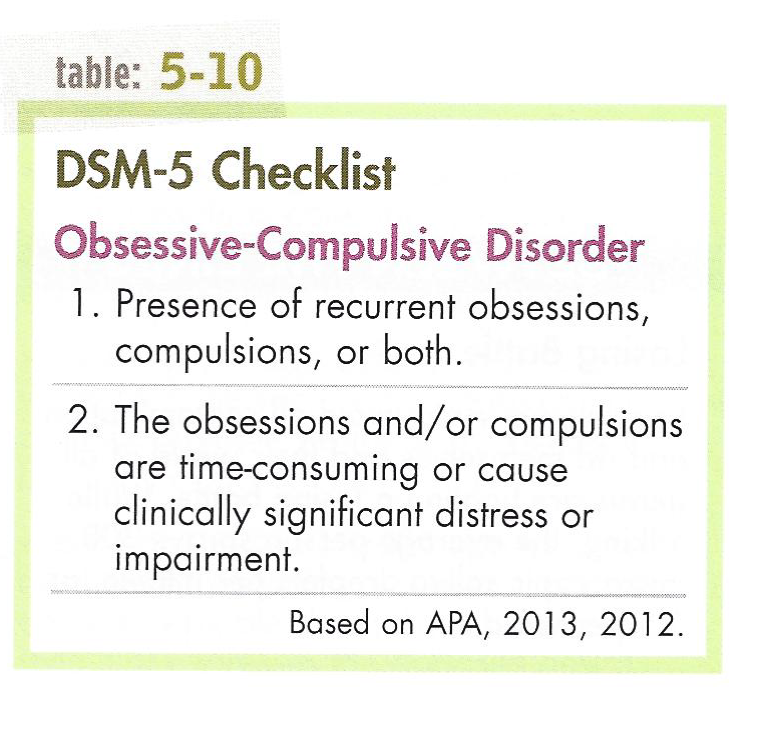 table: 5-10
DSM-5 Checklist
Obsessive-Compulsive Disorder
1. Presence of recurrent obsessions,
compulsions, or both.
2. The obsessions and/or compulsions
are time-consuming or cause
clinically significant distress or
impairment.
Based on APA, 2013, 2012.